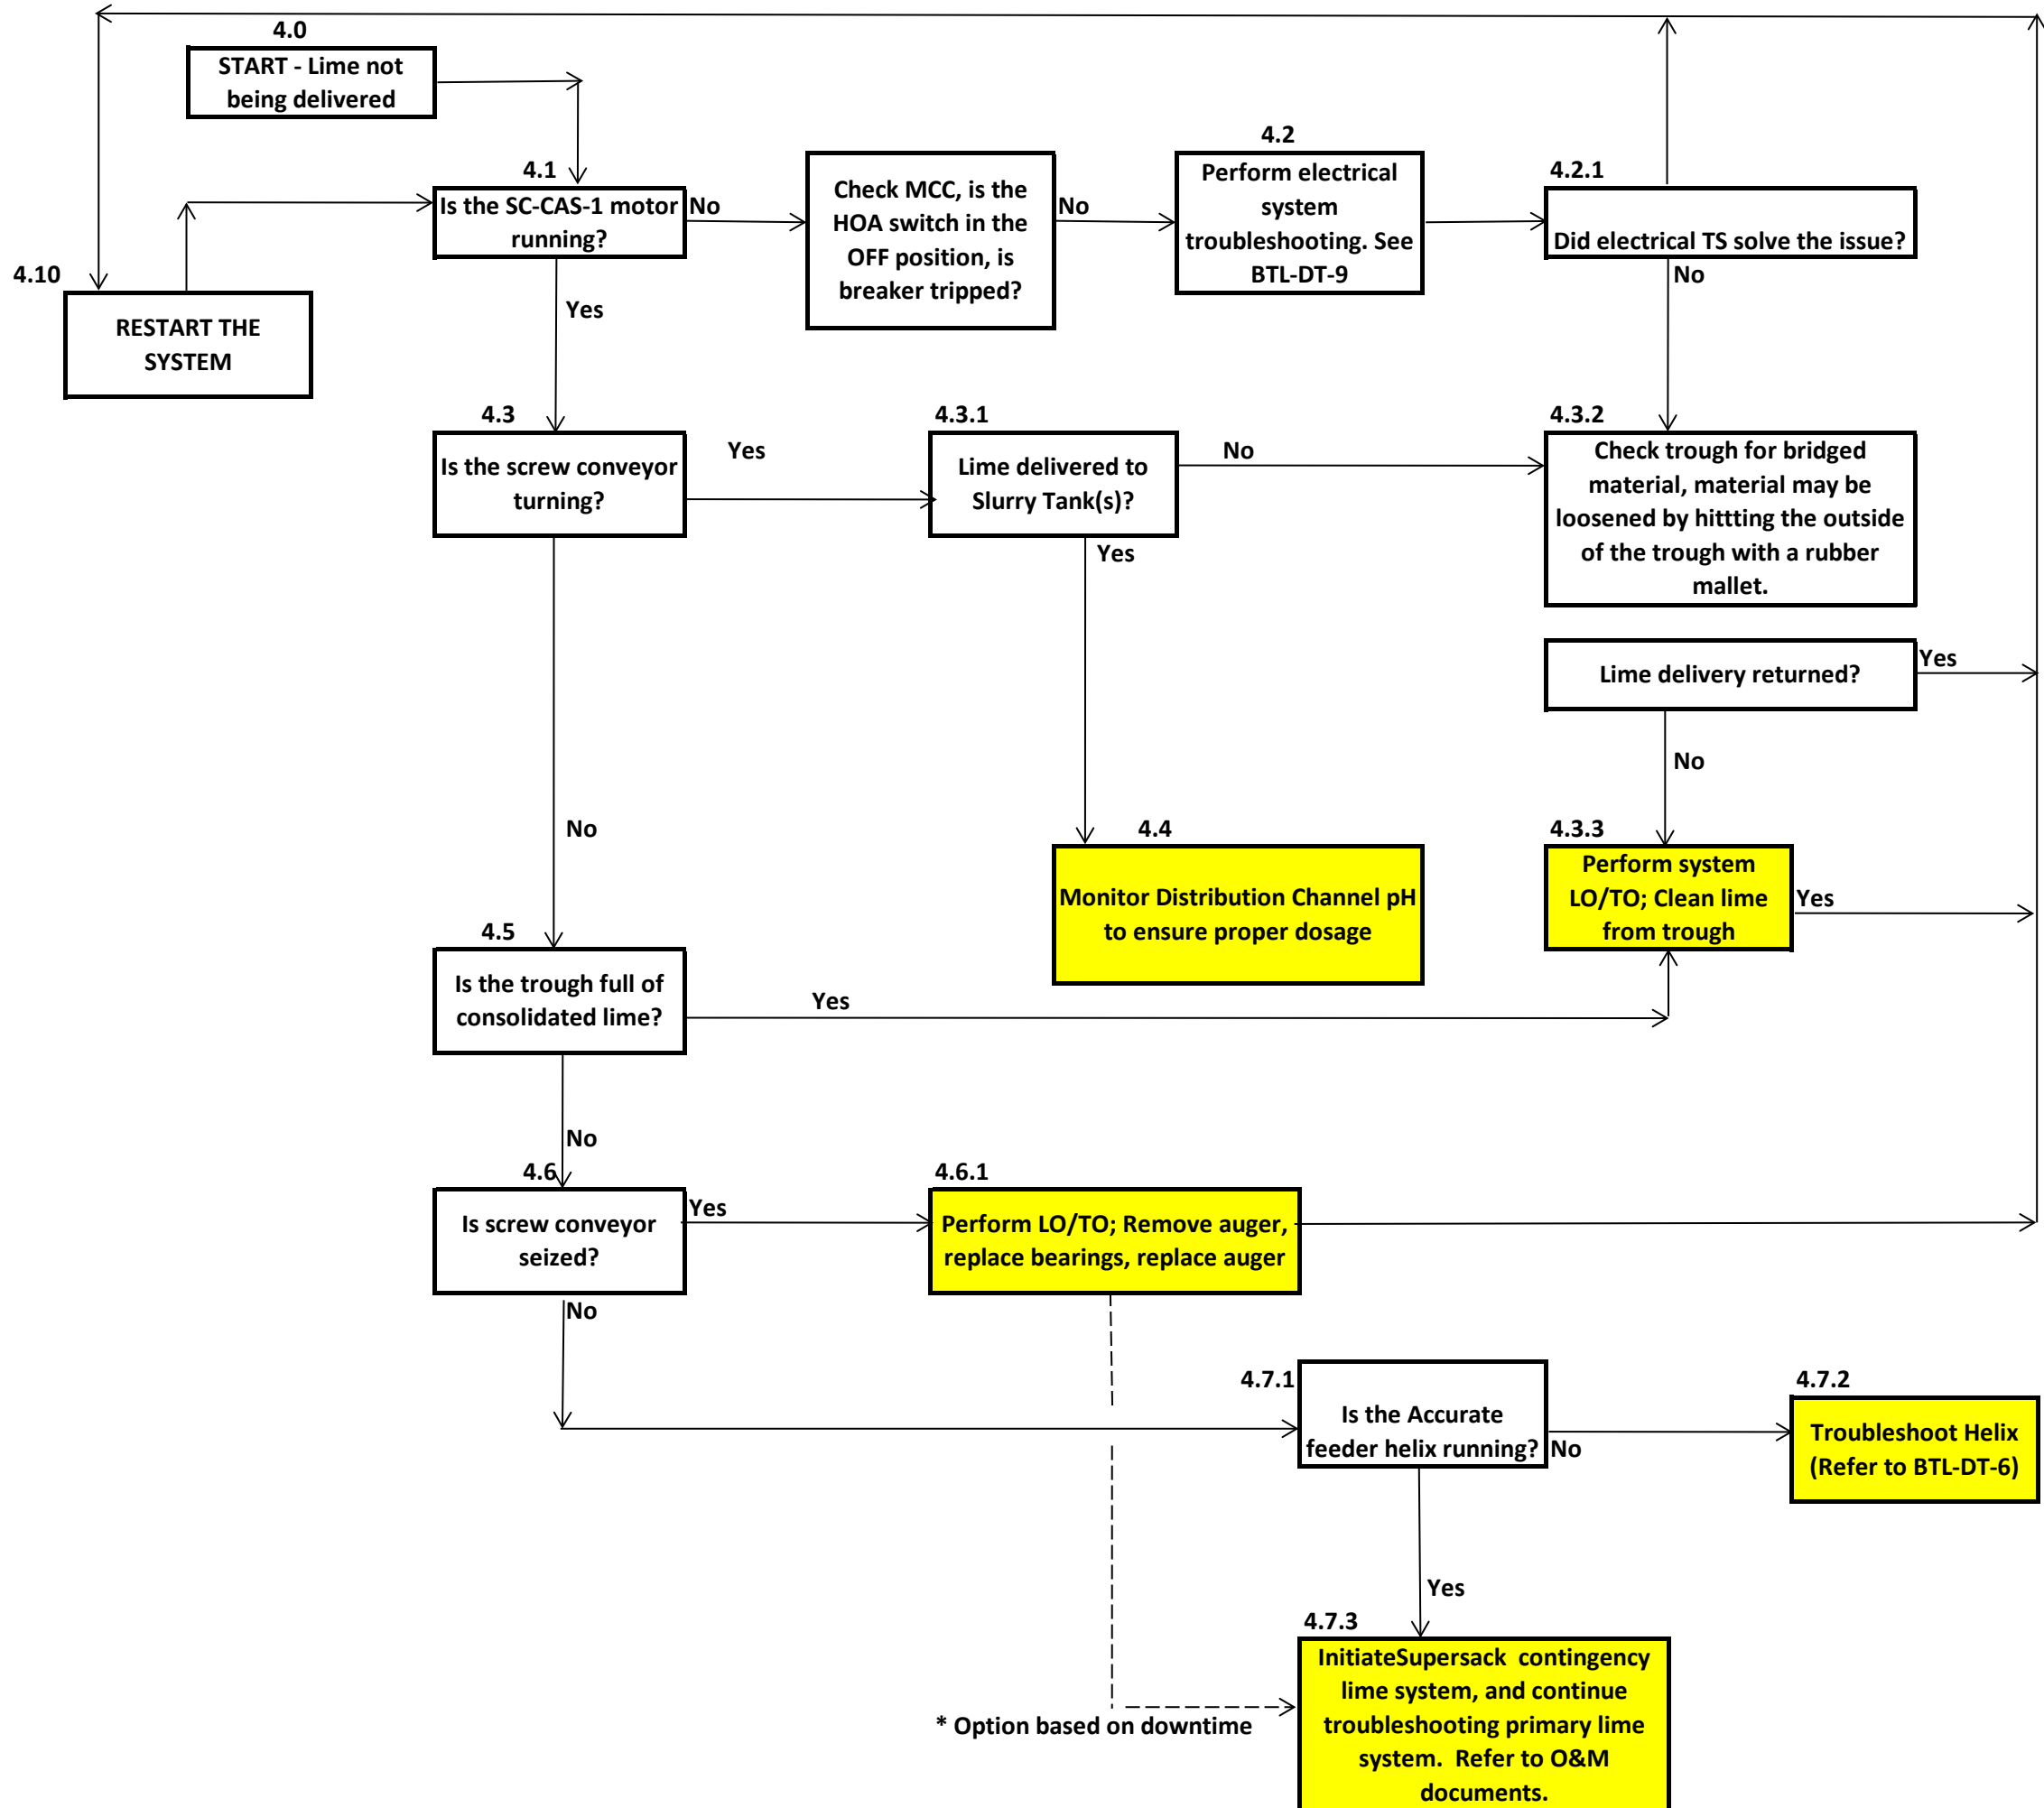 4.0
START - Lime not
being delivered
4.1
Is the SC-CAS-1 motor
running?
No
Yes
Check MCC, is the
HOA switch in the
OFF position, is
breaker tripped?
No
4.2
Perform electrical
system
troubleshooting. See
BTL-DT-9
4.2.1
Did electrical TS solve the issue?
No
4.10
RESTART THE
SYSTEM
4.3
Is the screw conveyor
turning?
Yes
No
4.3.1
Lime delivered to
Slurry Tank(s)?
No
Yes
4.3.2
Check trough for bridged
material, material may be
loosened by hittting the outside
of the trough with a rubber
mallet.
Lime delivery returned?
Yes
No
4.4
Monitor Distribution Channel pH
to ensure proper dosage
4.3.3
Perform system
LO/TO; Clean lime
from trough
Yes
4.5
Is the trough full of
consolidated lime?
Yes
No
4.6
Is screw conveyor
seized?
Yes
No
4.6.1
Perform LO/TO; Remove auger,
replace bearings, replace auger
4.7.1
Is the Accurate
feeder helix running?
No
Yes
4.7.2
Troubleshoot Helix
(Refer to BTL-DT-6)
4.7.3
InitiateSupersack  contingency
lime system, and continue
troubleshooting primary lime
system.  Refer to O&M
documents.
* Option based on downtime